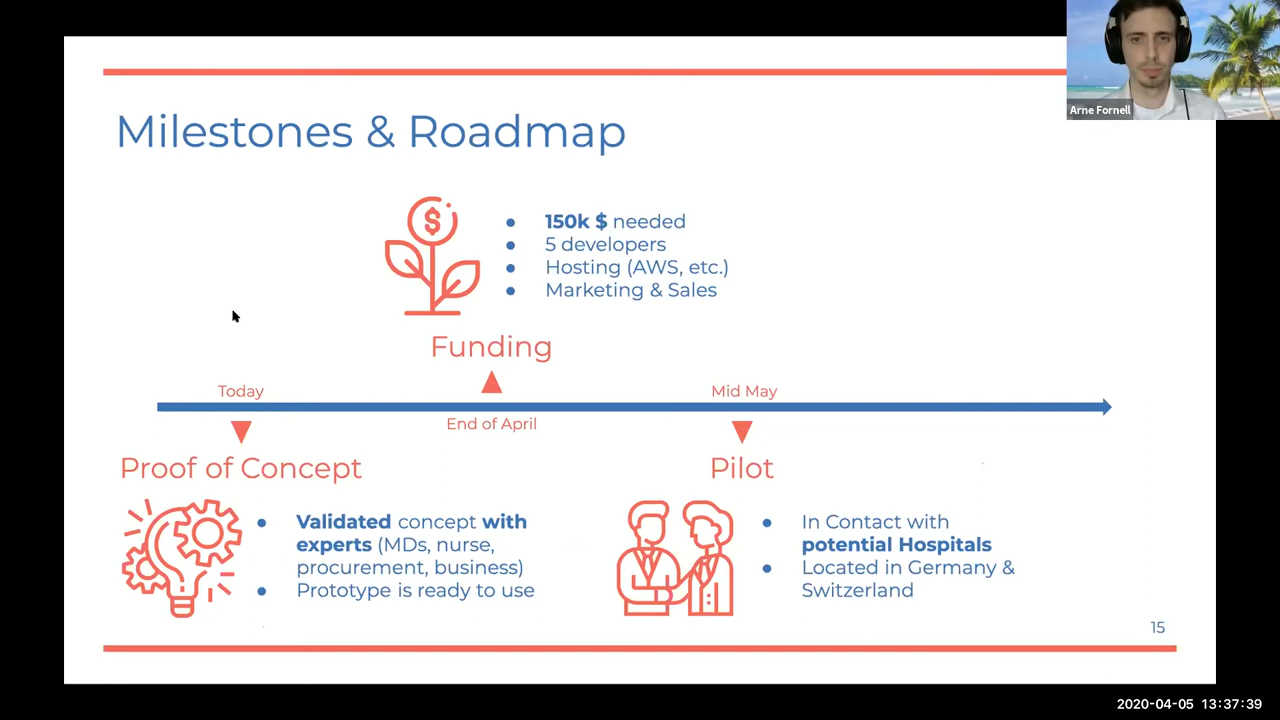 Arne Fornell
Milestones & Roadmap
$
● 150k $ needed
● 5 developers
● Hosting (AWS, etc.)
● Marketing & Sales
Funding
Today
Mid May
End of April
Proof of Concept
● Validated concept with
experts (MDs, nurse,
procurement, business)
● Prototype is ready to use
Pilot
● In Contact with
potential Hospitals
● Located in Germany &
Switzerland
15
2020-04-05 13:37:39